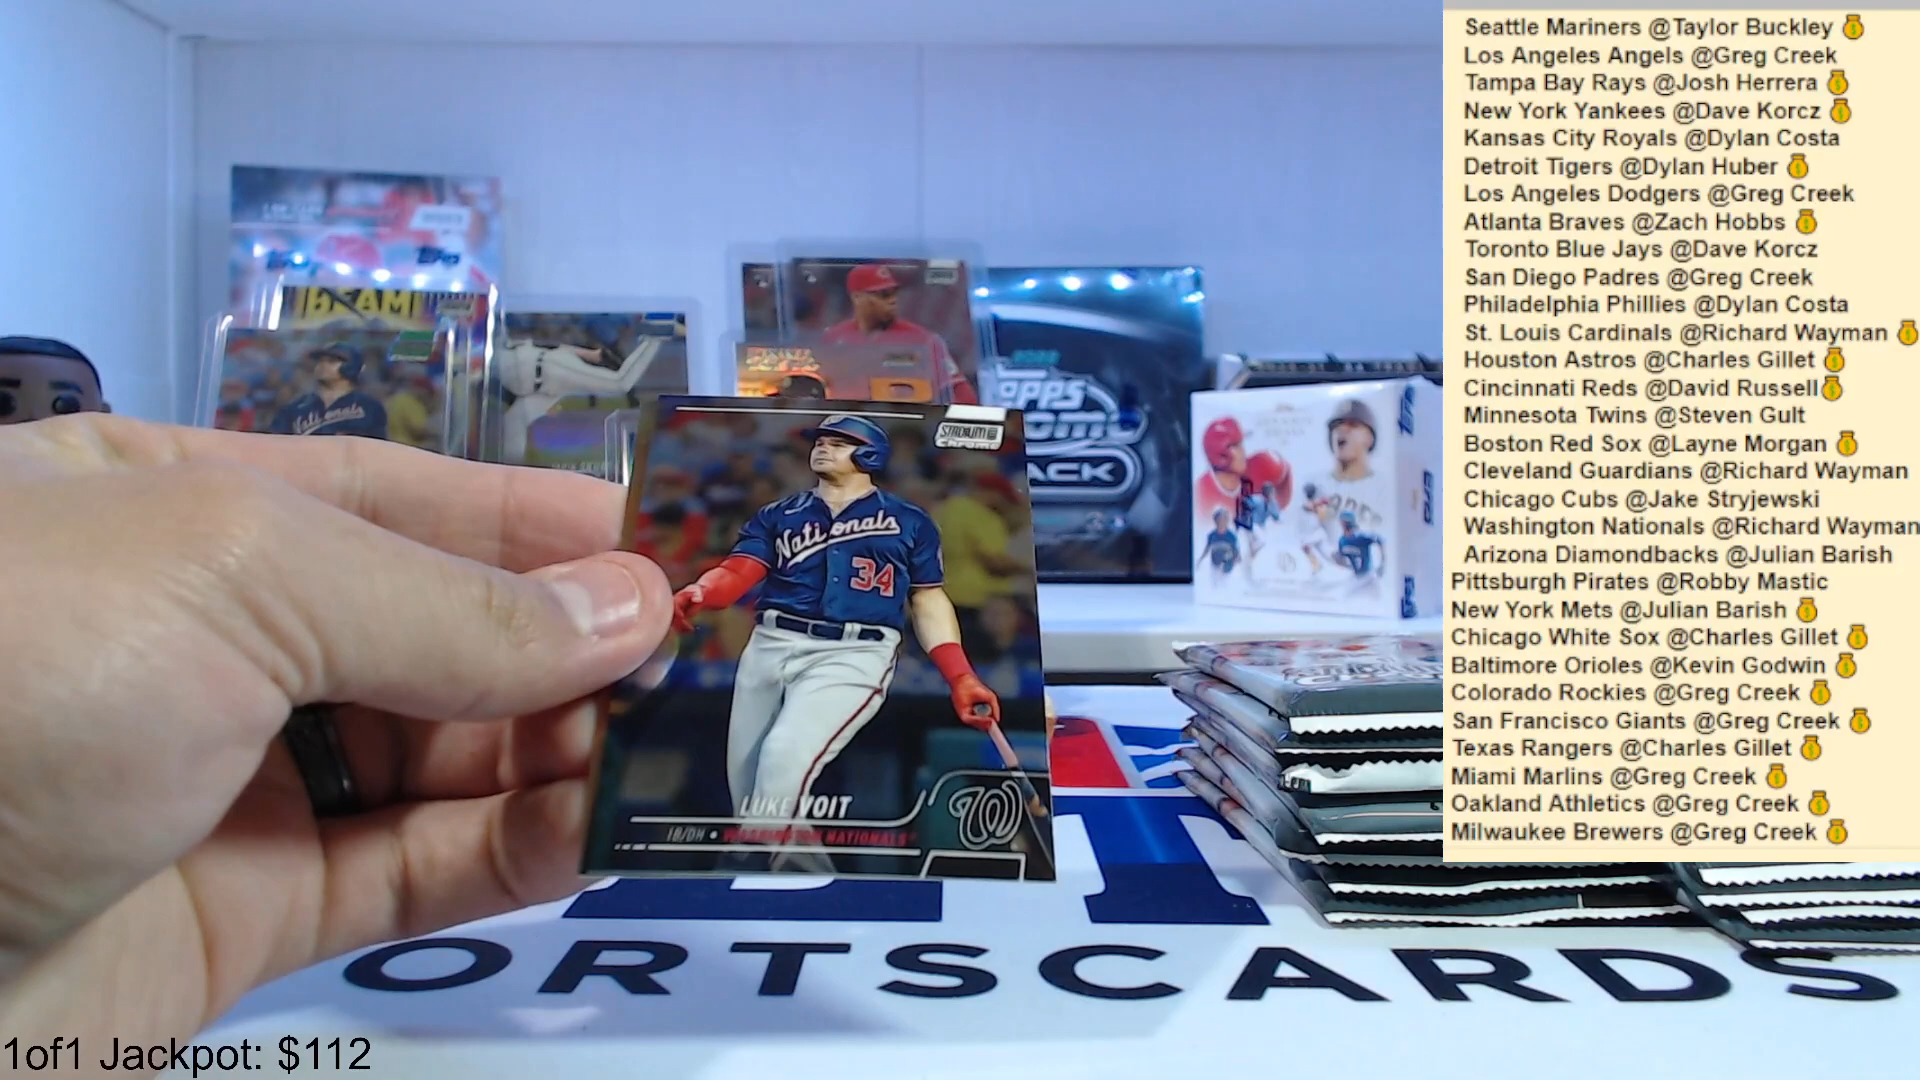 Seattle Mariners @Taylor Buckley
Los Angeles Angels @Greg Creek
Tampa Bay Rays @Josh Herrera
New York Yankees @Dave Korcz
Kansas City Royals @Dylan Costa
Detroit Tigers @Dylan Huber
Los Angeles Dodgers @Greg Creek
Atlanta Braves @Zach Hobbs
Toronto Blue Jays @Dave Korcz
San Diego Padres @Greg Creek
Philadelphia Phillies @Dylan Costa
St. Louis Cardinals @Richard Wayman
Houston Astros @Charles Gillet
Cincinnati Reds @David Russell
Minnesota Twins @Steven Gult
Boston Red Sox @Layne Morgan
Cleveland Guardians @Richard Wayman
Chicago Cubs @Jake Stryjewski
Washington Nationals @Richard Wayman
Arizona Diamondbacks @Julian Barish
Pittsburgh Pirates @Robby Mastic
New York Mets @Julian Barish
Chicago White Sox @Charles Gillet
Baltimore Orioles @Kevin Godwin
Colorado Rockies @Greg Creek
San Francisco Giants @Greg Creek
Texas Rangers @Charles Gillet
Miami Marlins @Greg Creek
Oakland Athletics @Greg Creek
Milwaukee Brewers @Greg Creek
STADIUM
CHROME
Nationals
34
LUKE VOIT
1B/DH • WASHINGTON NATIONALS
W
Nationals
ORTSCARDS
1of1 Jackpot: $112